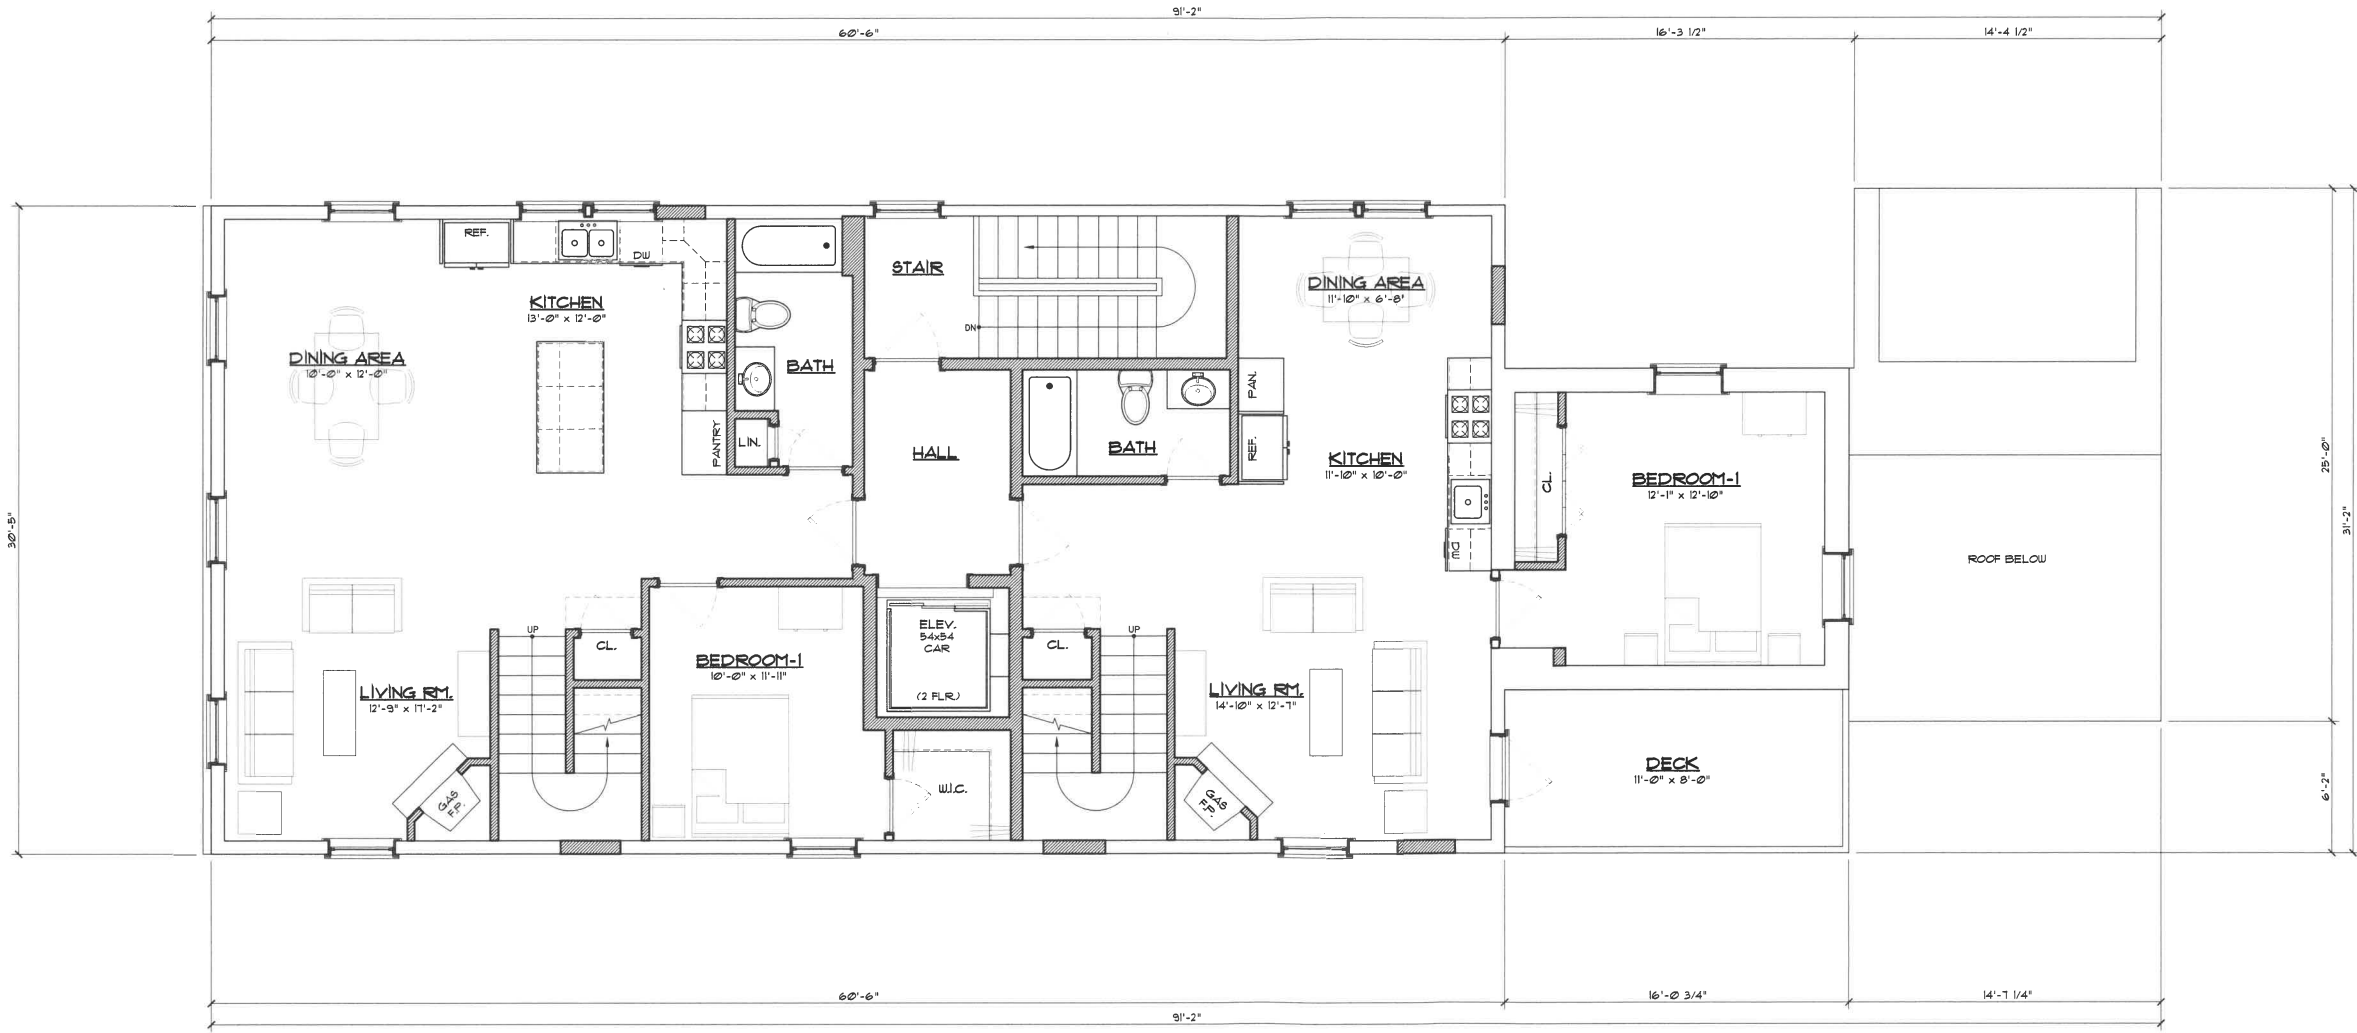 91'-2"
60'-6"
16'-3 1/2"
14'-4 1/2"
REF.
DW
STAIR
DN
DINING AREA
11'-10" x 6'-8"
KITCHEN
13'-0" x 12'-0"
DINING AREA
10'-0" x 12'-0"
BATH
PAN.
PANTRY
LIN.
HALL
BATH
REF.
KITCHEN
11'-10" x 10'-0"
CL.
BEDROOM-1
12'-1" x 12'-10"
25'-0"
30'-5"
31'-2"
DW
ROOF BELOW
UP
CL.
ELEV.
54x54
CAR
(2 FLR.)
CL.
UP
BEDROOM-1
10'-0" x 11'-11"
LIVING RM.
12'-9" x 17'-2"
LIVING RM.
14'-10" x 12'-7"
DECK
11'-0" x 8'-0"
6'-2"
GAS
F.P.
W.I.C.
GAS
F.P.
60'-6"
16'-0 3/4"
14'-7 1/4"
91'-2"